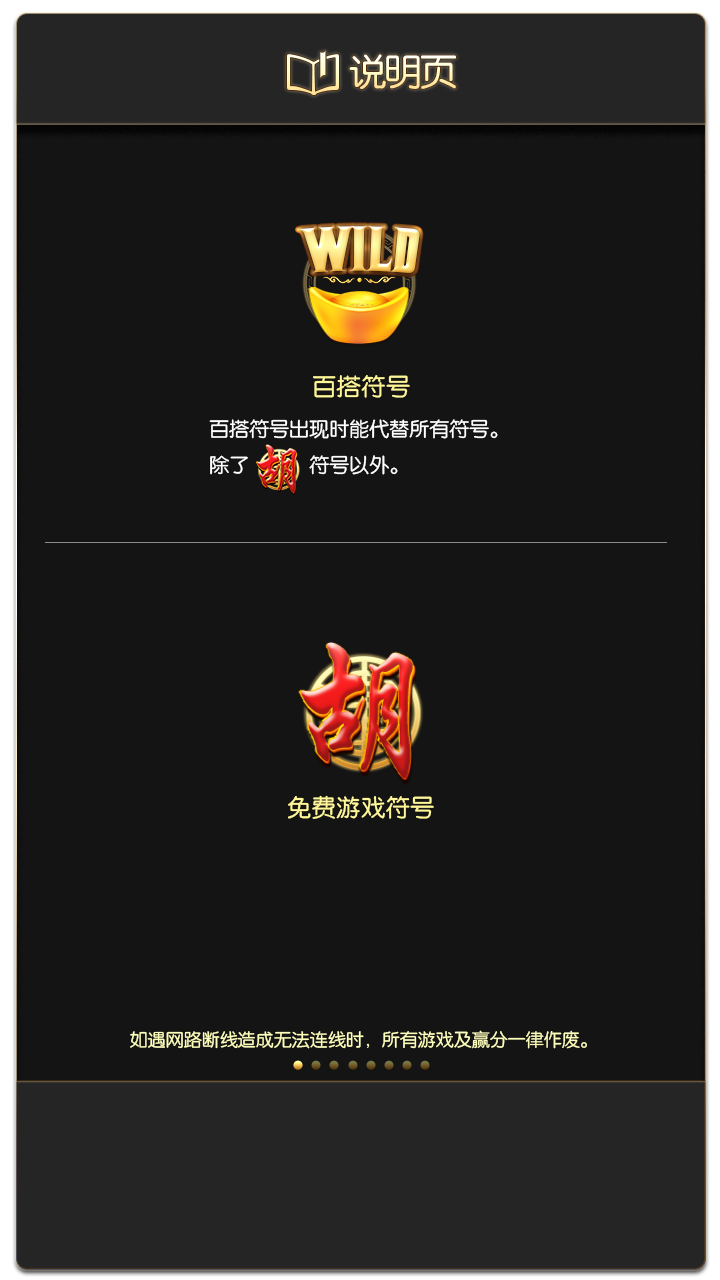 说明页
WILD
百搭符号
百搭符号出现时能代替所有符号。
除了 胡 符号以外。
胡
免费游戏符号
如遇网路断线造成无法连线时，所有游戏及赢分一律作废。